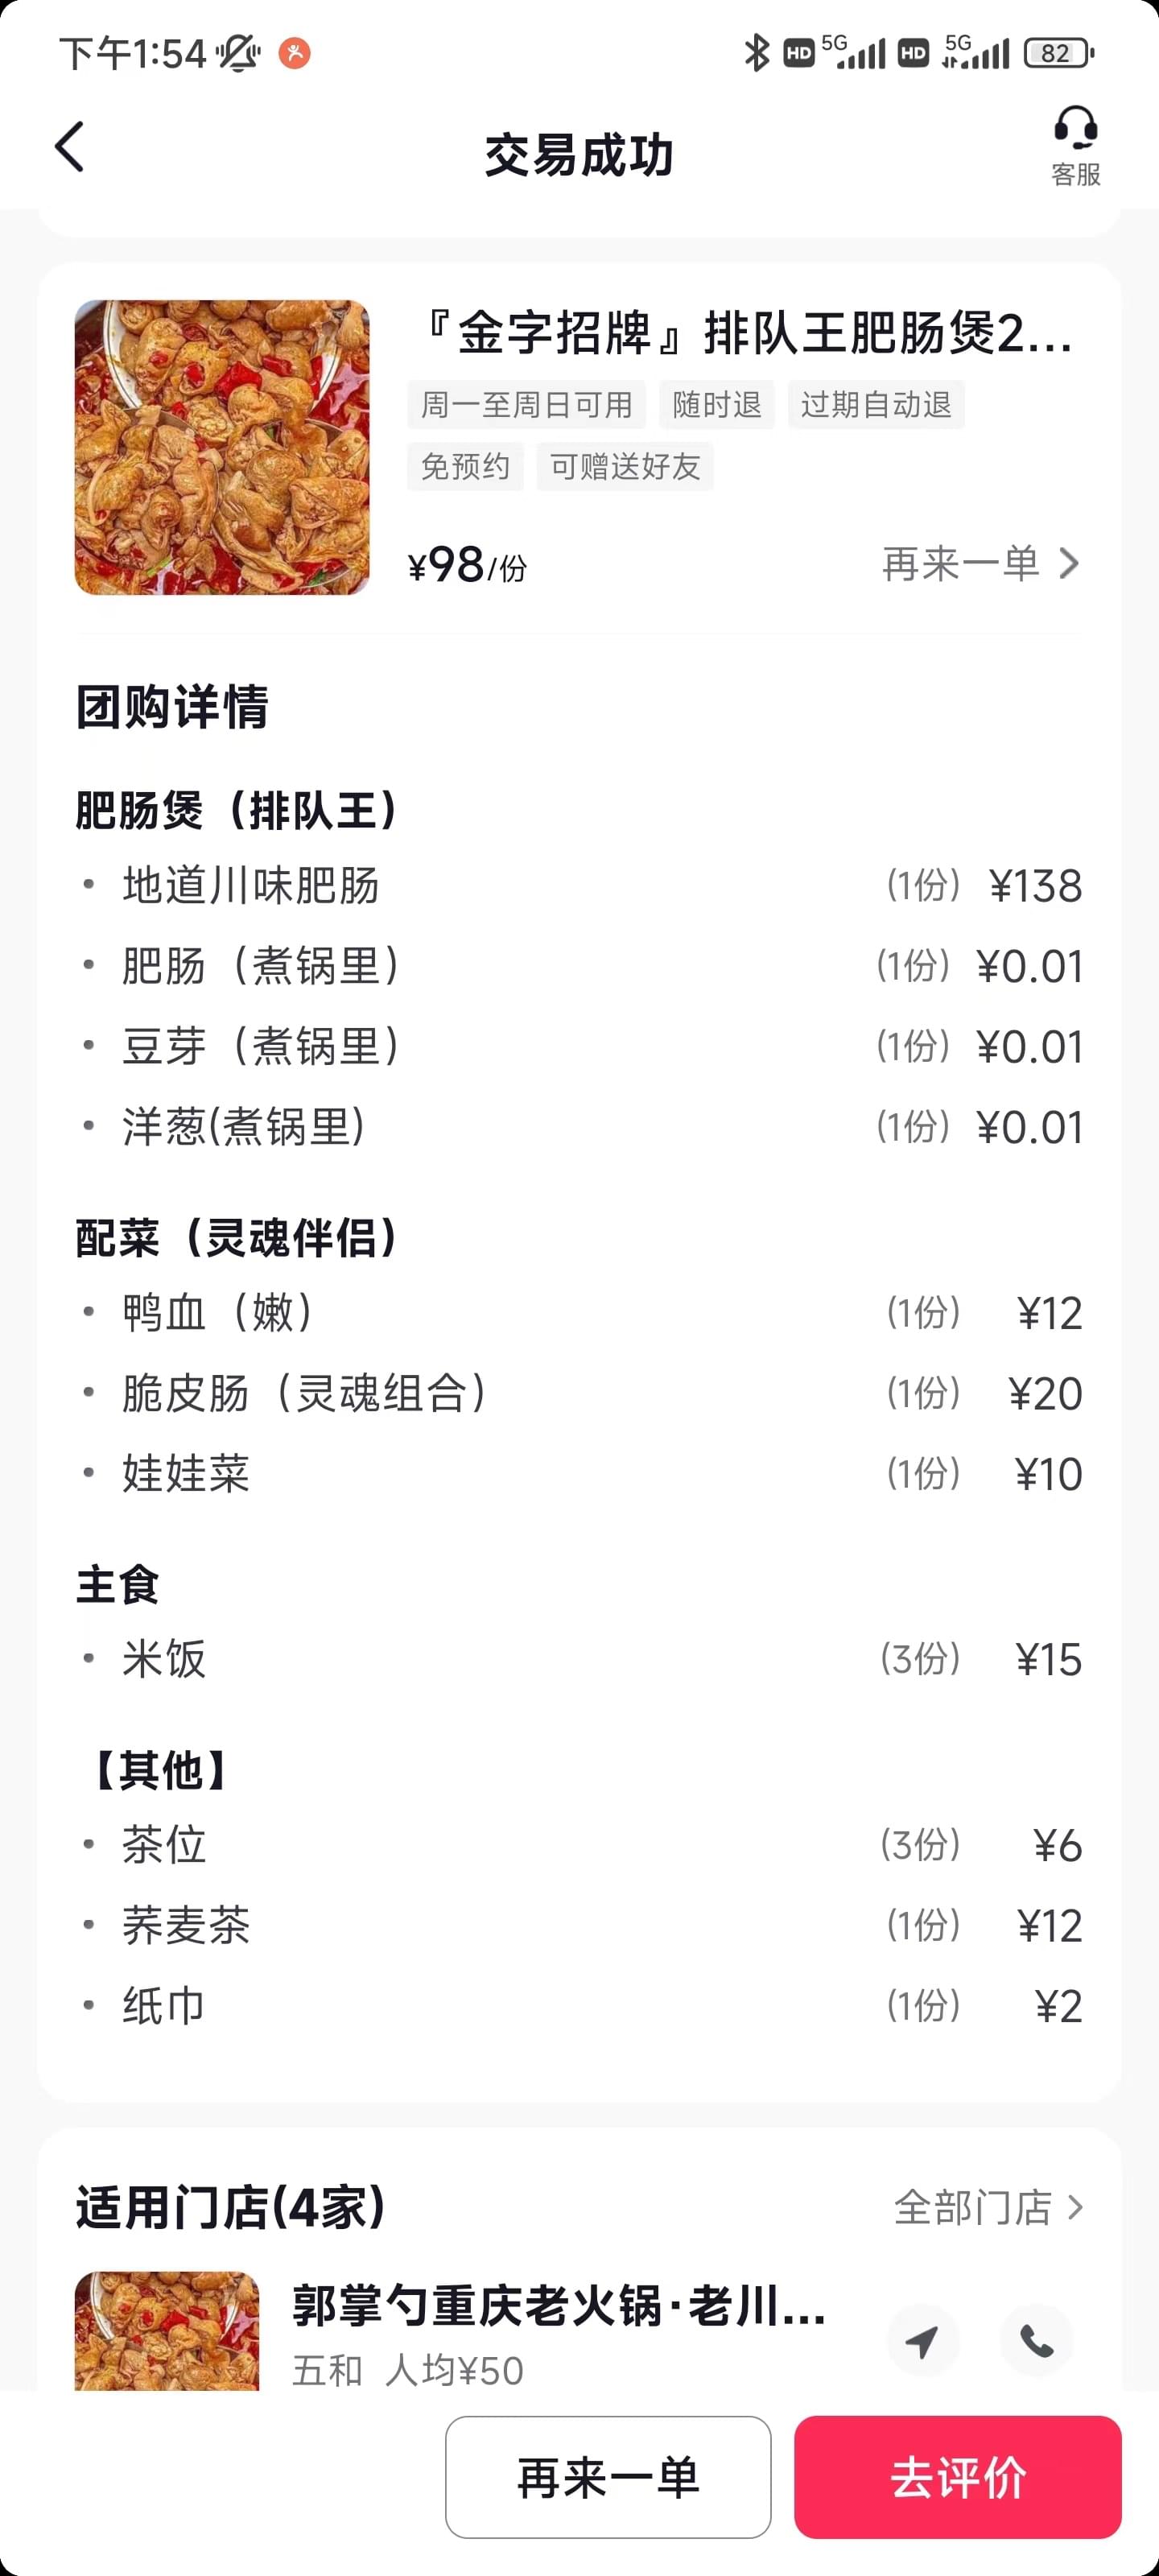 下午1:54
HD 5G HD 5G 82
交易成功
客服
『金字招牌』排队王肥肠煲2...
周一至周日可用 随时退 过期自动退
免预约 可赠送好友
¥98/份 再来一单
团购详情
肥肠煲（排队王）
• 地道川味肥肠 (1份) ¥138
• 肥肠（煮锅里） (1份) ¥0.01
• 豆芽（煮锅里） (1份) ¥0.01
• 洋葱(煮锅里) (1份) ¥0.01
配菜（灵魂伴侣）
• 鸭血（嫩） (1份) ¥12
• 脆皮肠（灵魂组合） (1份) ¥20
• 娃娃菜 (1份) ¥10
主食
• 米饭 (3份) ¥15
【其他】
• 茶位 (3份) ¥6
• 荞麦茶 (1份) ¥12
• 纸巾 (1份) ¥2
适用门店(4家) 全部门店
郭掌勺重庆老火锅·老川...
五和 人均¥50
再来一单 去评价